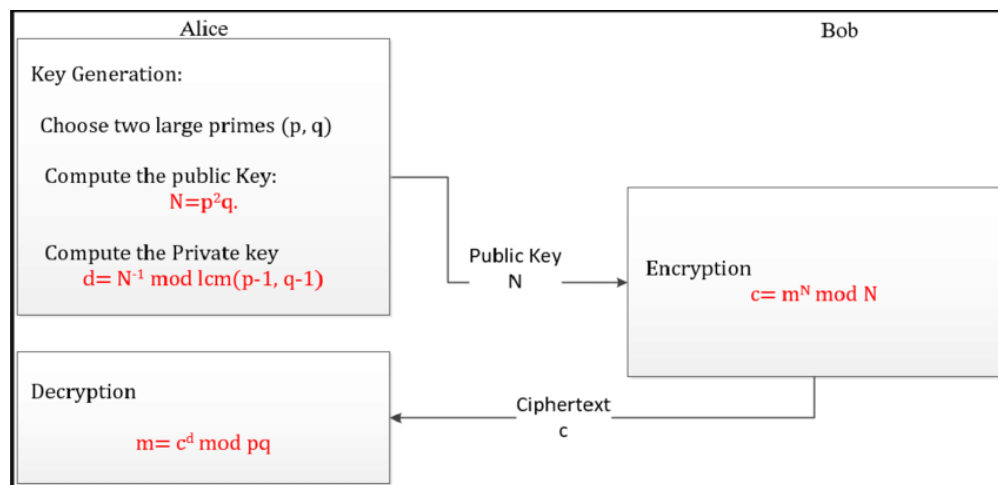 Alice
Key Generation:
Choose two large primes (p, q)
Compute the public Key:
N=p²q.
Compute the Private key
d= N⁻¹ mod lcm(p-1, q-1)
Public Key
N
Bob
Encryption
c= mᴺ mod N
Ciphertext
c
Decryption
m= cᵈ mod pq